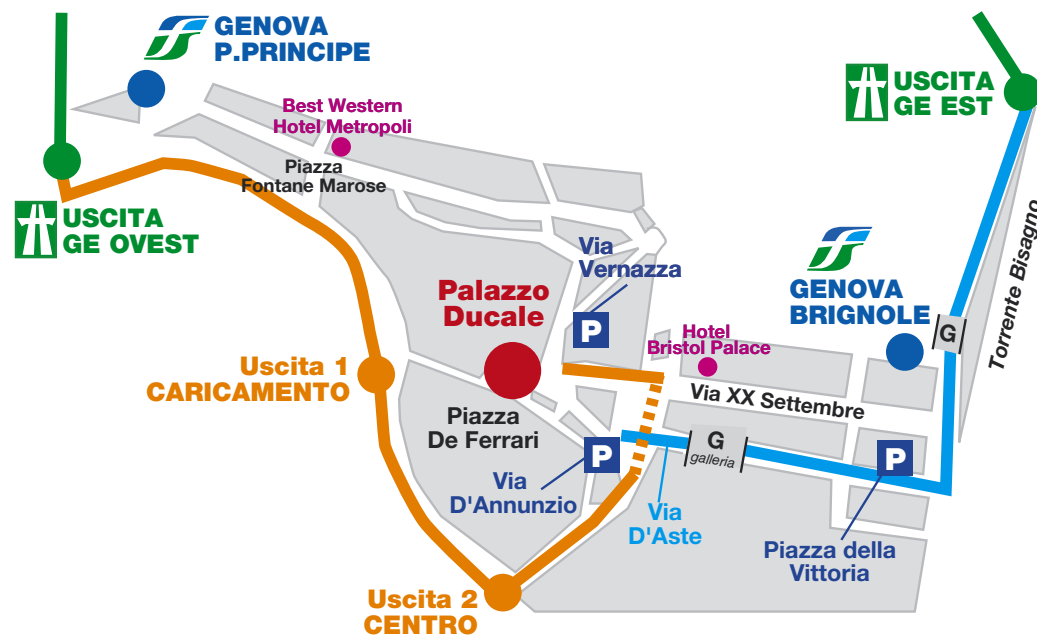 GENOVA
P.PRINCIPE
USCITA
GE EST
Best Western
Hotel Metropoli
Piazza
Fontane Marose
USCITA
GE OVEST
Via
Vernazza
Torrente Bisagno
Palazzo
Ducale
GENOVA
BRIGNOLE
P
G
Hotel
Bristol Palace
Uscita 1
CARICAMENTO
Via XX Settembre
Piazza
De Ferrari
G
galleria
P
P
Via
D'Annunzio
Via
D'Aste
Piazza della
Vittoria
Uscita 2
CENTRO